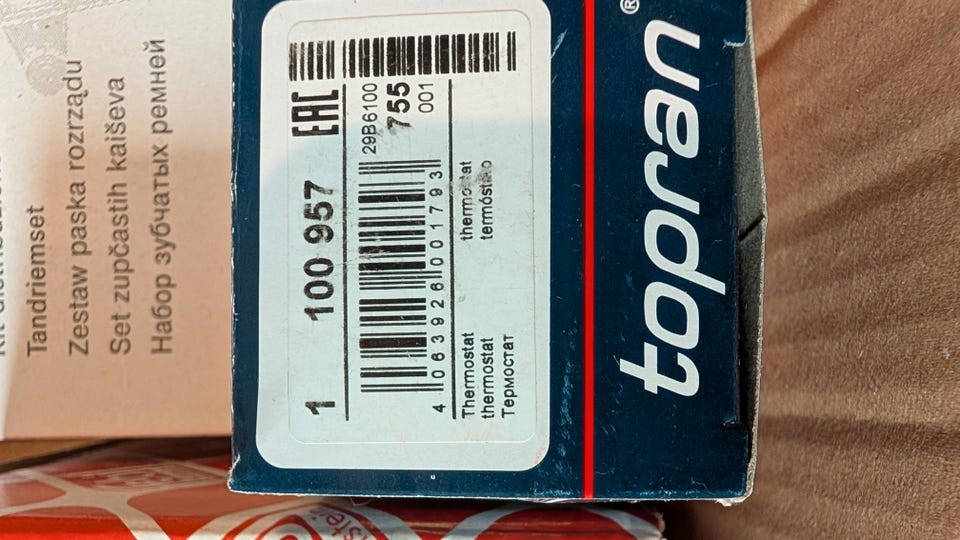 Tandriemset
Zestaw paska rozrządu
Set zupčastih kaiševa
Набор зубчатых ремней
1 100 957 EAC
29B6100
755
001
4 063926 001793
Thermostat
thermostat
Термостат
thermostat
termóstato
topran®